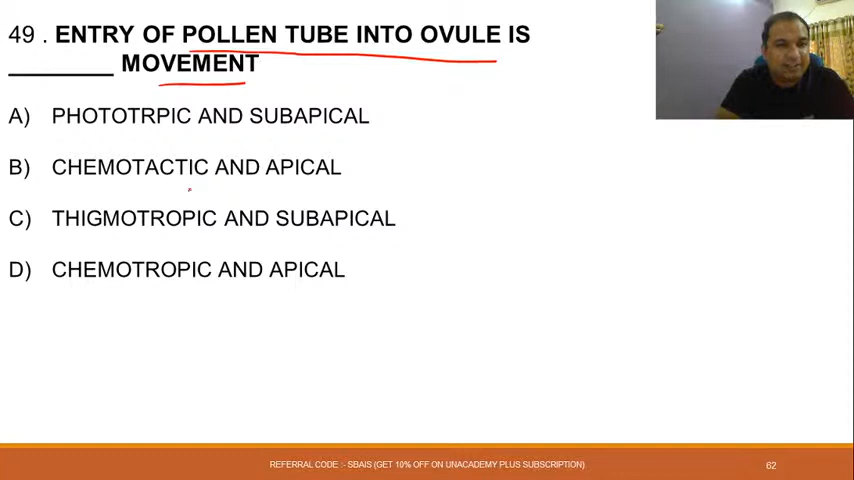 49 . ENTRY OF POLLEN TUBE INTO OVULE IS
_________ MOVEMENT
A) PHOTOTRPIC AND SUBAPICAL
B) CHEMOTACTIC AND APICAL
C) THIGMOTROPIC AND SUBAPICAL
D) CHEMOTROPIC AND APICAL
REFERRAL CODE :- SBAIS (GET 10% OFF ON UNACADEMY PLUS SUBSCRIPTION)
62